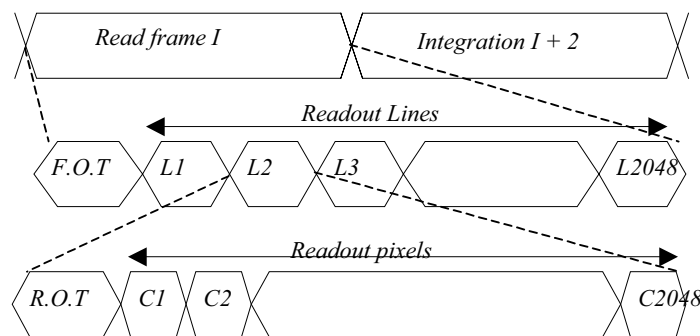 Read frame I Integration I + 2
Readout Lines
F.O.T L1 L2 L3 L2048
Readout pixels
R.O.T C1 C2 C2048